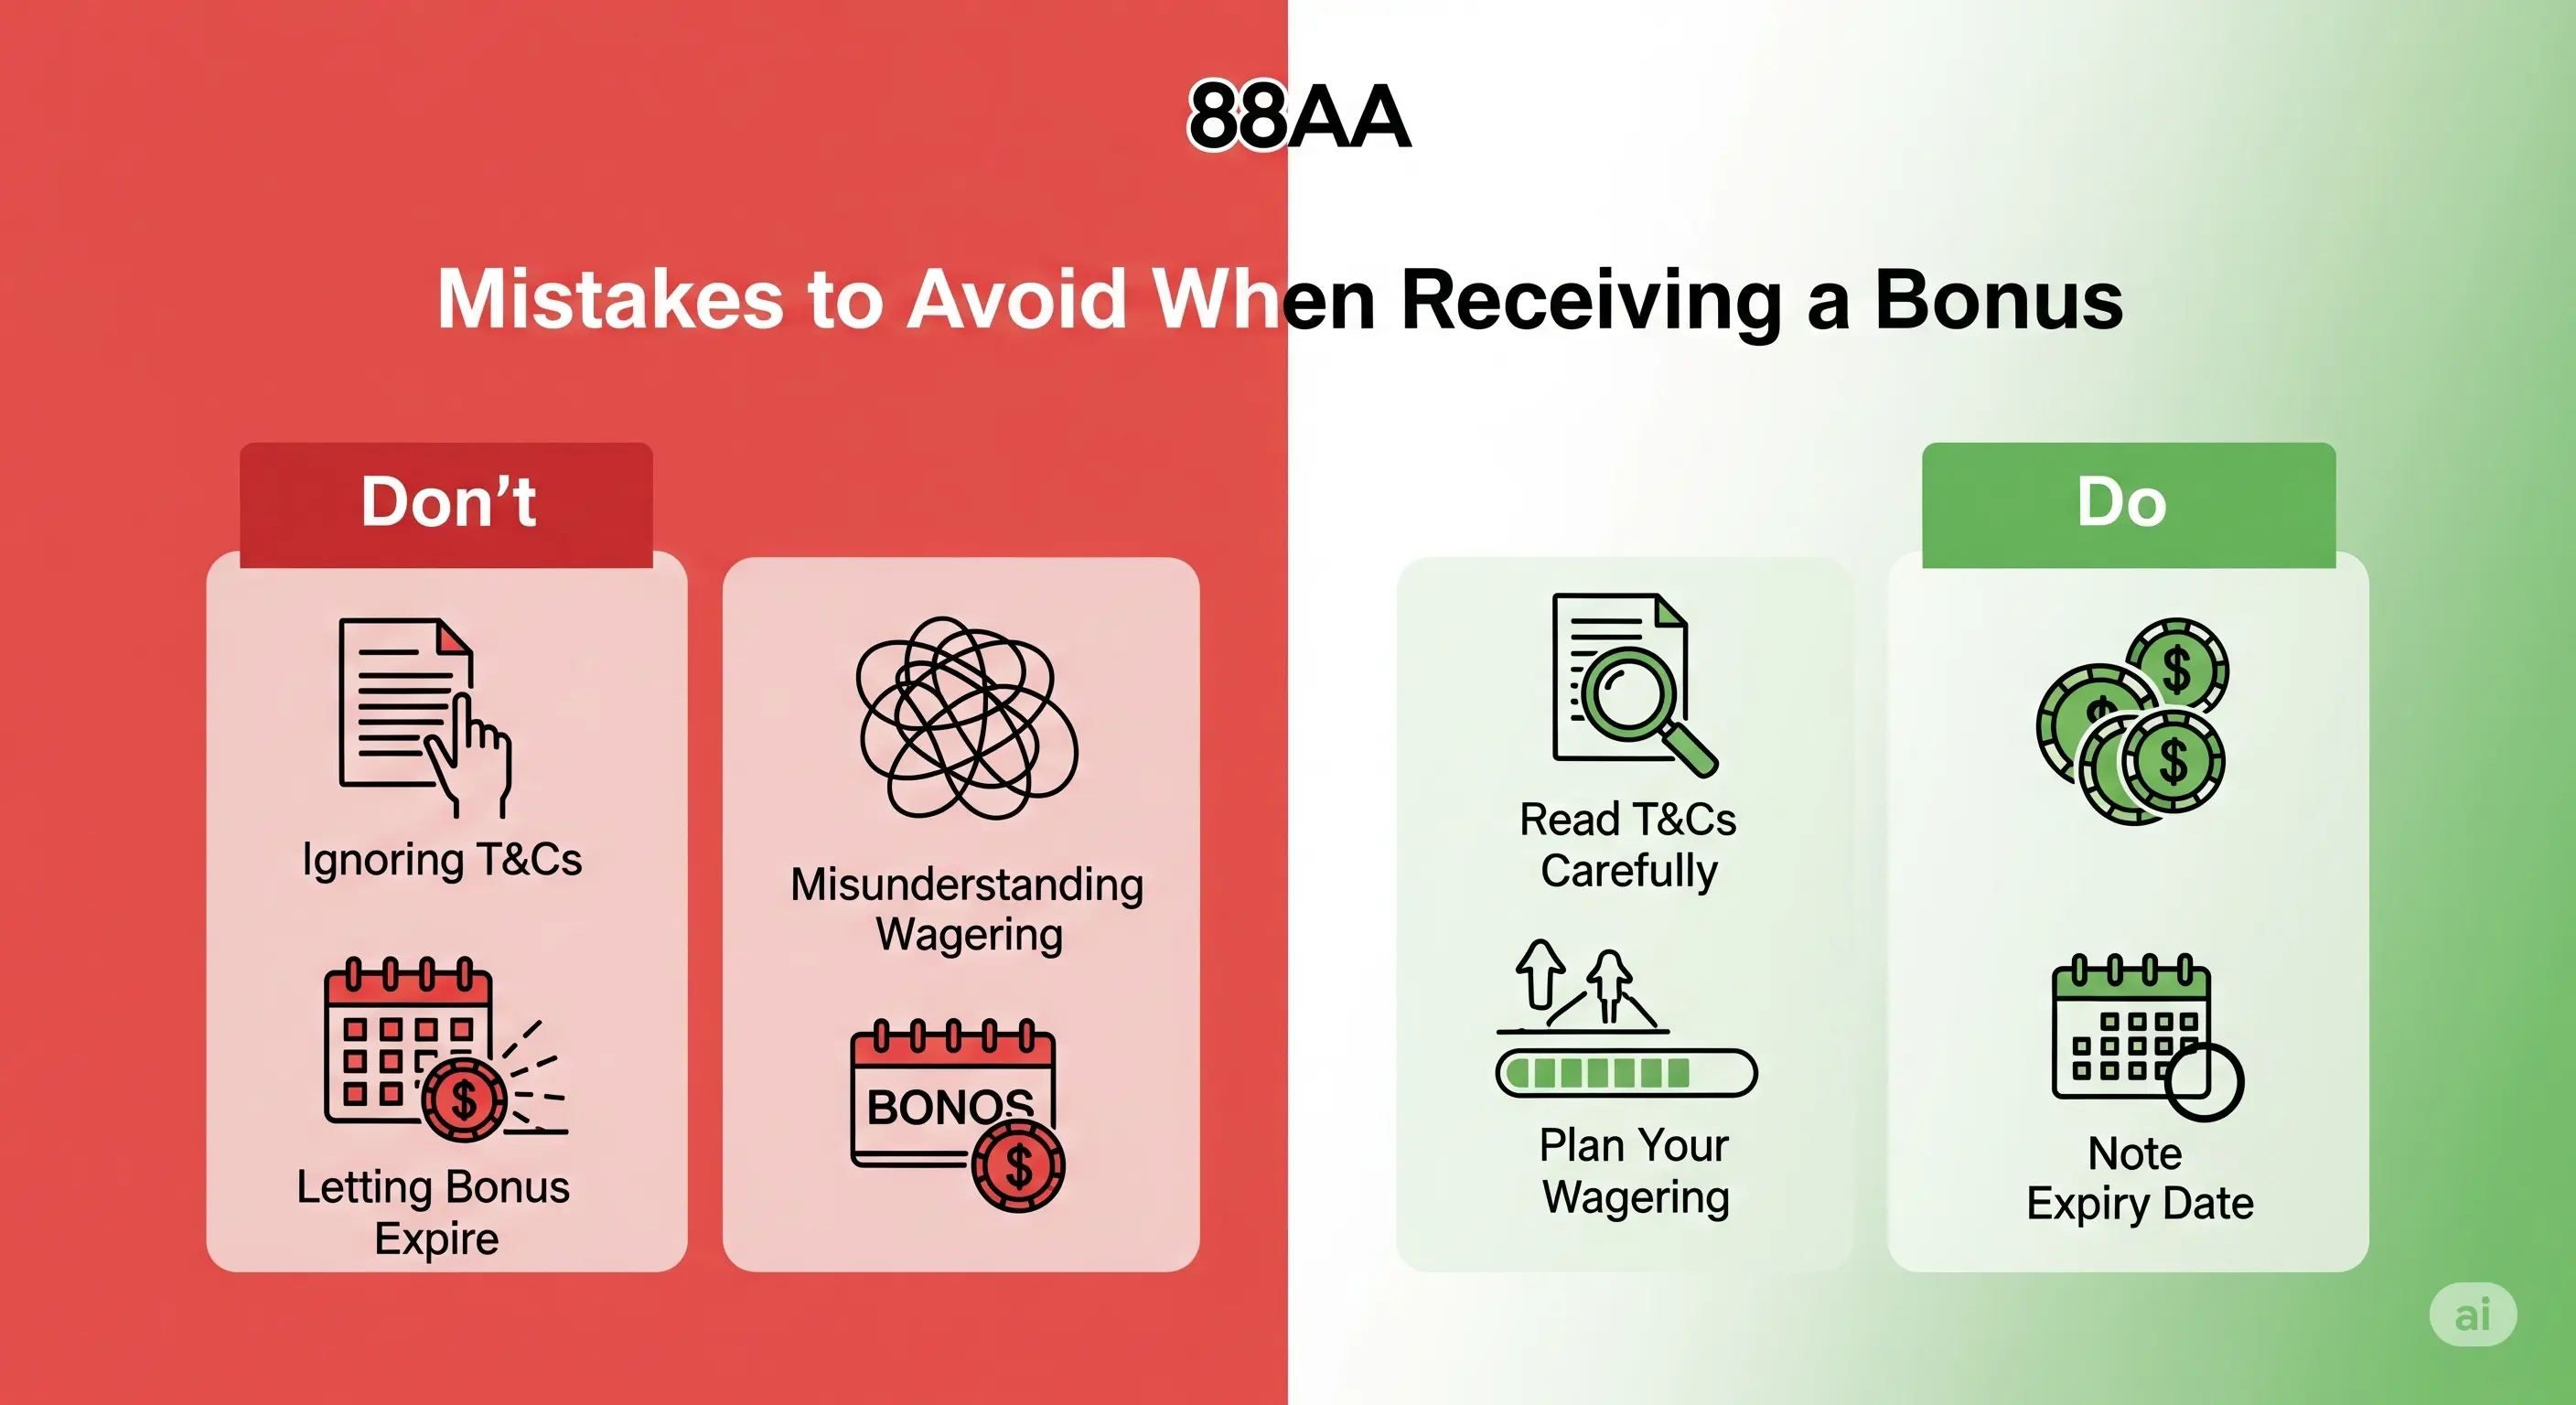 88AA
Mistakes to Avoid When Receiving a Bonus
Don't
Ignoring T&Cs
Letting Bonus
Expire
Misunderstanding
Wagering
BONOS
$
$
Do
Read T&Cs
Carefully
Plan Your
Wagering
$
$
$
Note
Expiry Date
ai